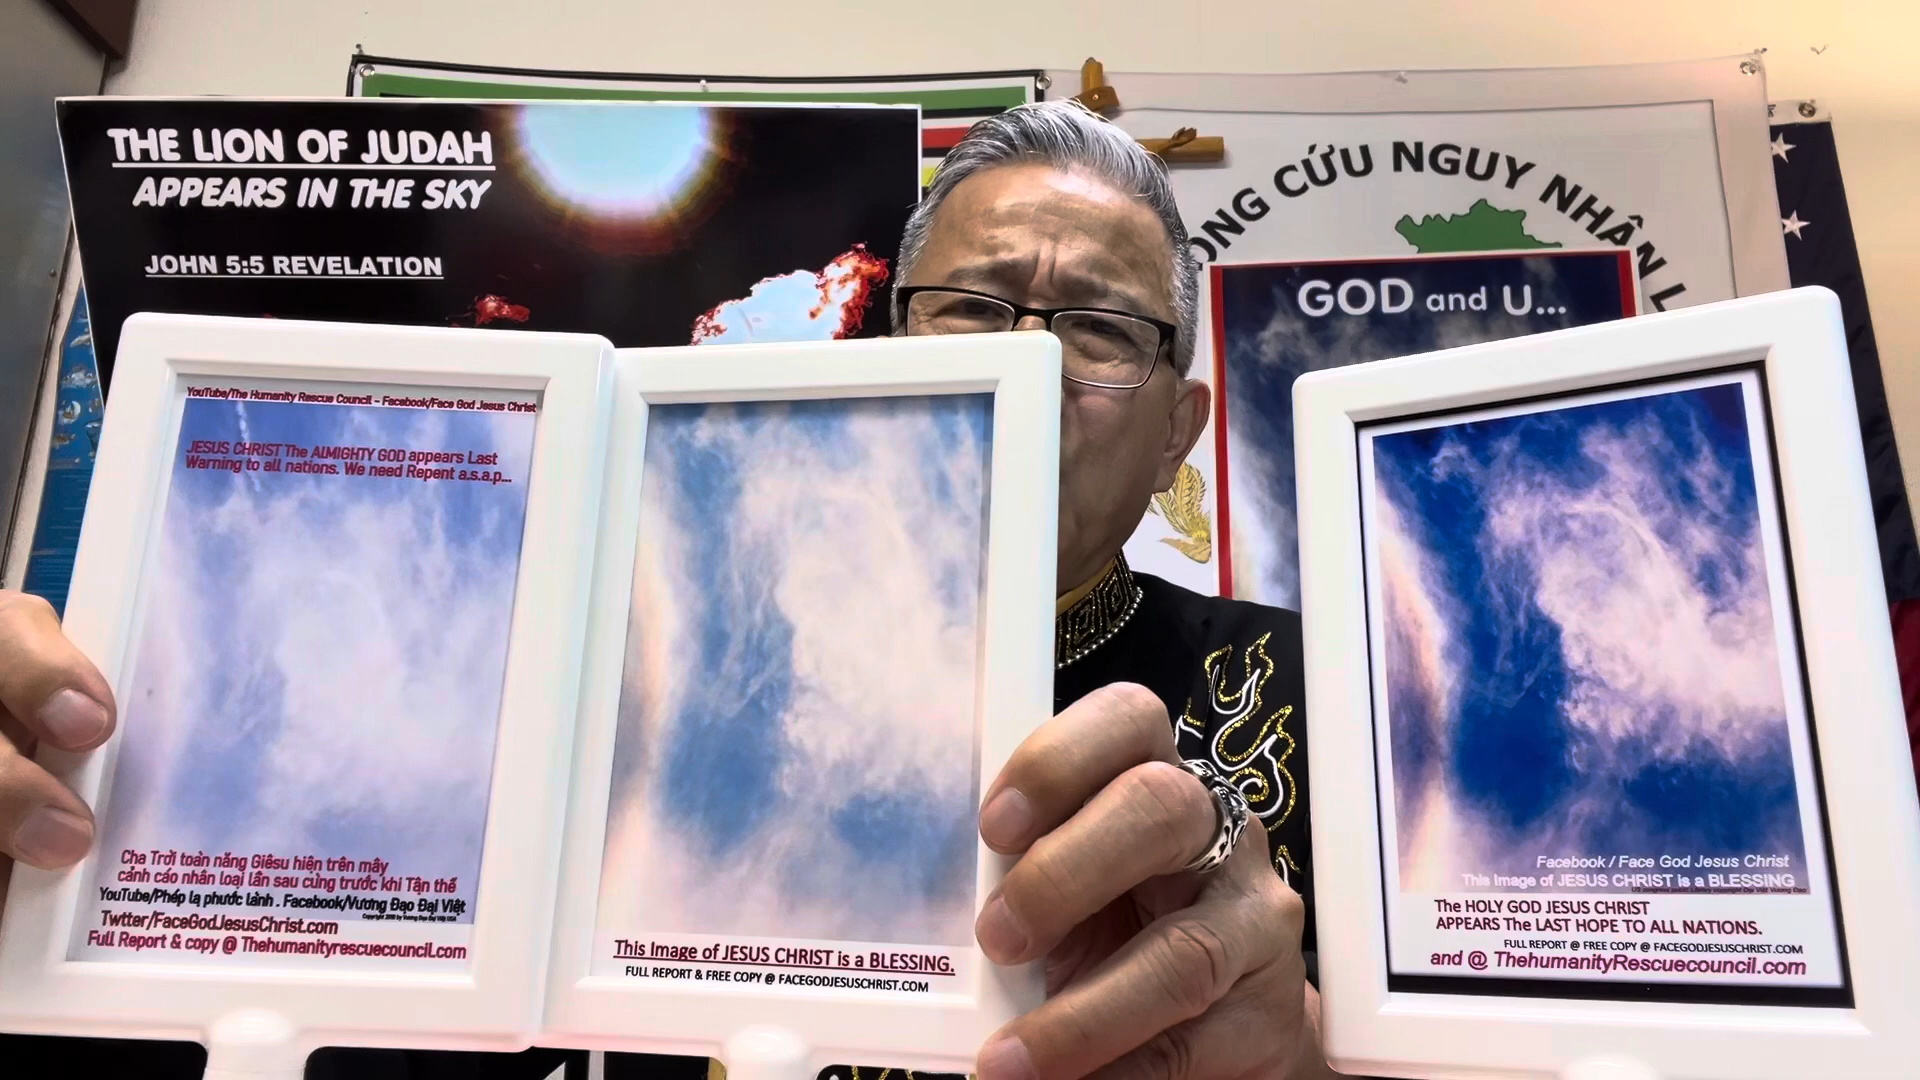 THE LION OF JUDAH
APPEARS IN THE SKY
JOHN 5:5 REVELATION
ỨU NGUY NHÂN L
GOD and U...
YouTube/The Humanity Rescue Council - Facebook/Face God Jesus Christ
JESUS CHRIST The AlMIGHTY GOD appears Last
Warning to all nations. We need Repent a.s.a.p...
Cha Trời toàn năng Giêsu hiện trên mây
cảnh cáo nhân loại lần sau cùng trước khi Tận thế
YouTube/Phép lạ phước lành . Facebook/Vương Đạo Đại Việt
Twtter/FaceGodJesusChrist.com
Full Report & copy @ Thehumanityrescuecouncil.com
This Image of JESUS CHRIST is a BLESSING.
FULL REPORT & FREE COPY @ FACEGODJESUSCHRIST.COM
Facebook / Face God Jesus Christ
This Image of JESUS CHRIST is a BLESSING
The HOLY GOD JESUS CHRIST
APPEARS The LAST HOPE TO ALL NATIONS.
FULL REPORT @ FREE COPY @ FACEGODJESUSCHRIST.COM
and @ ThehumanityRescuecouncil.com